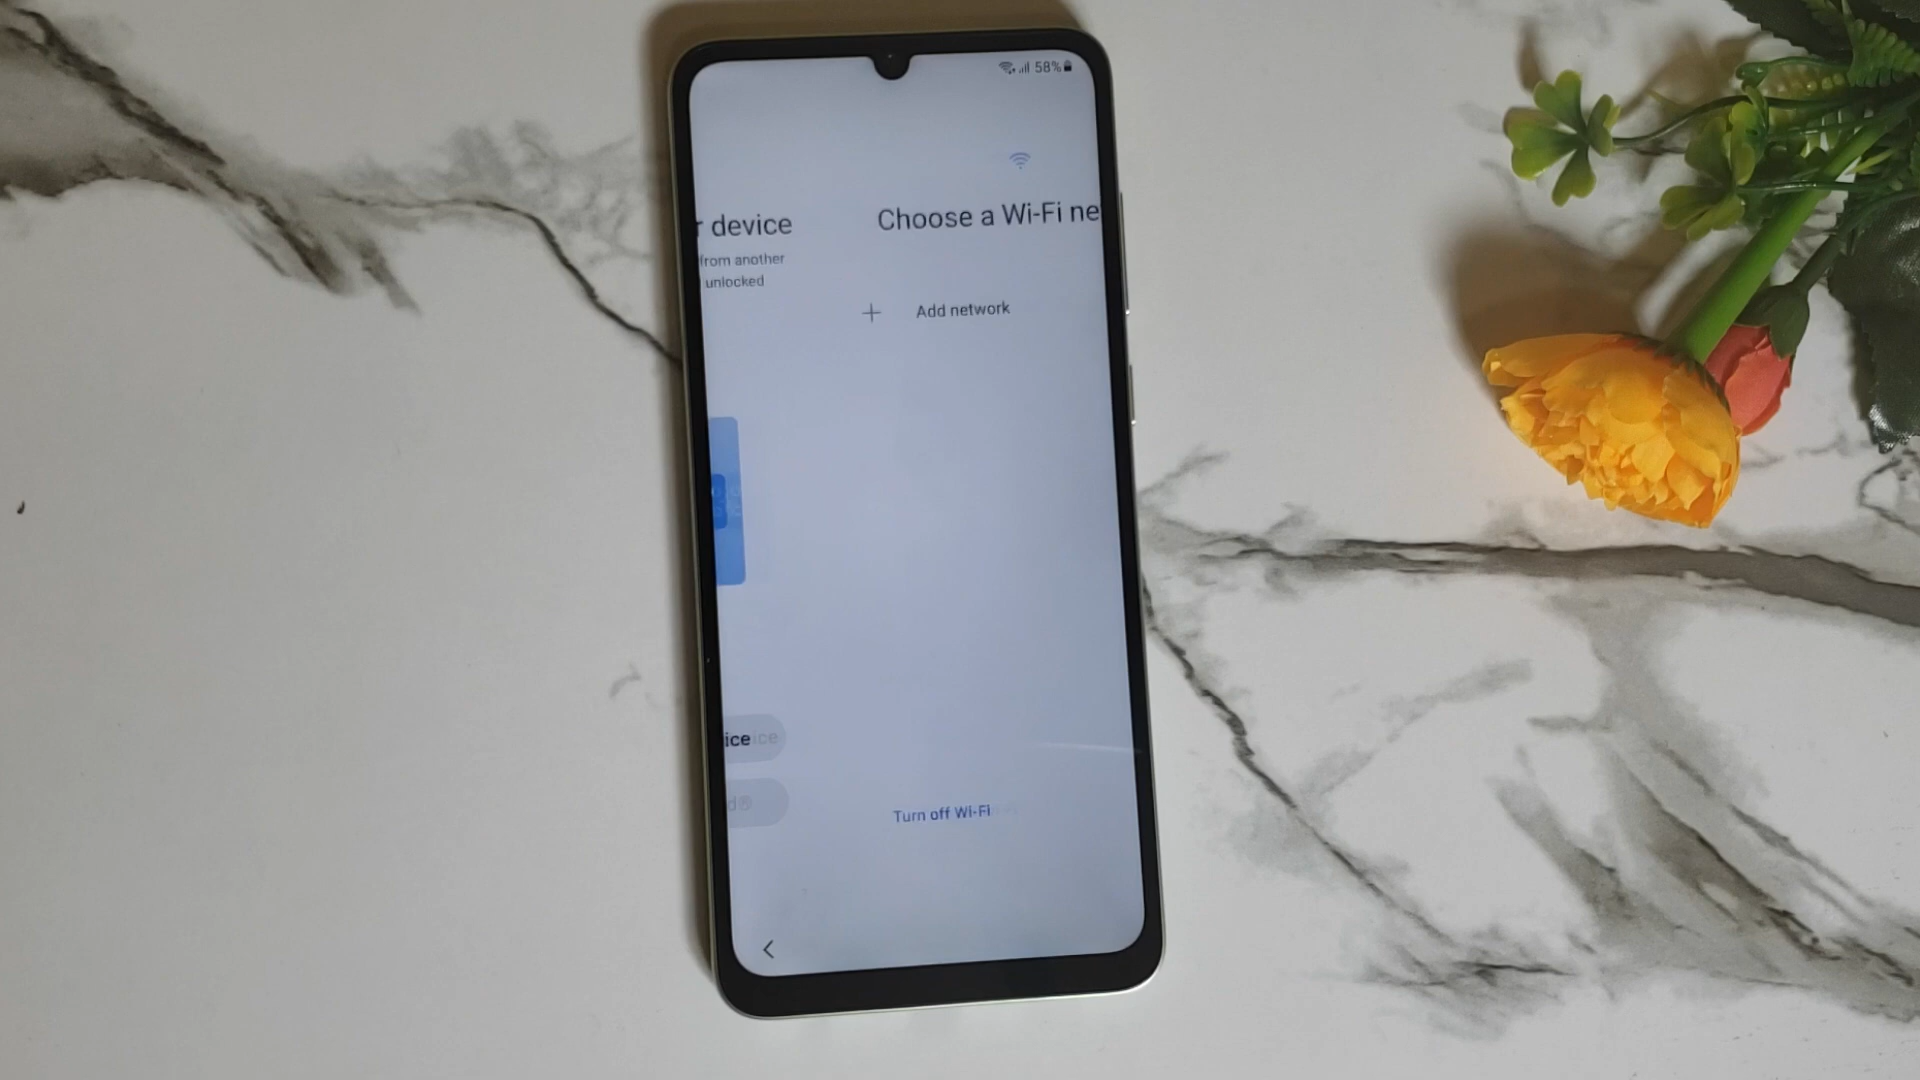 58%
r device
from another
unlocked
Choose a Wi-Fi ne
Add network
ice
Turn off Wi-Fi